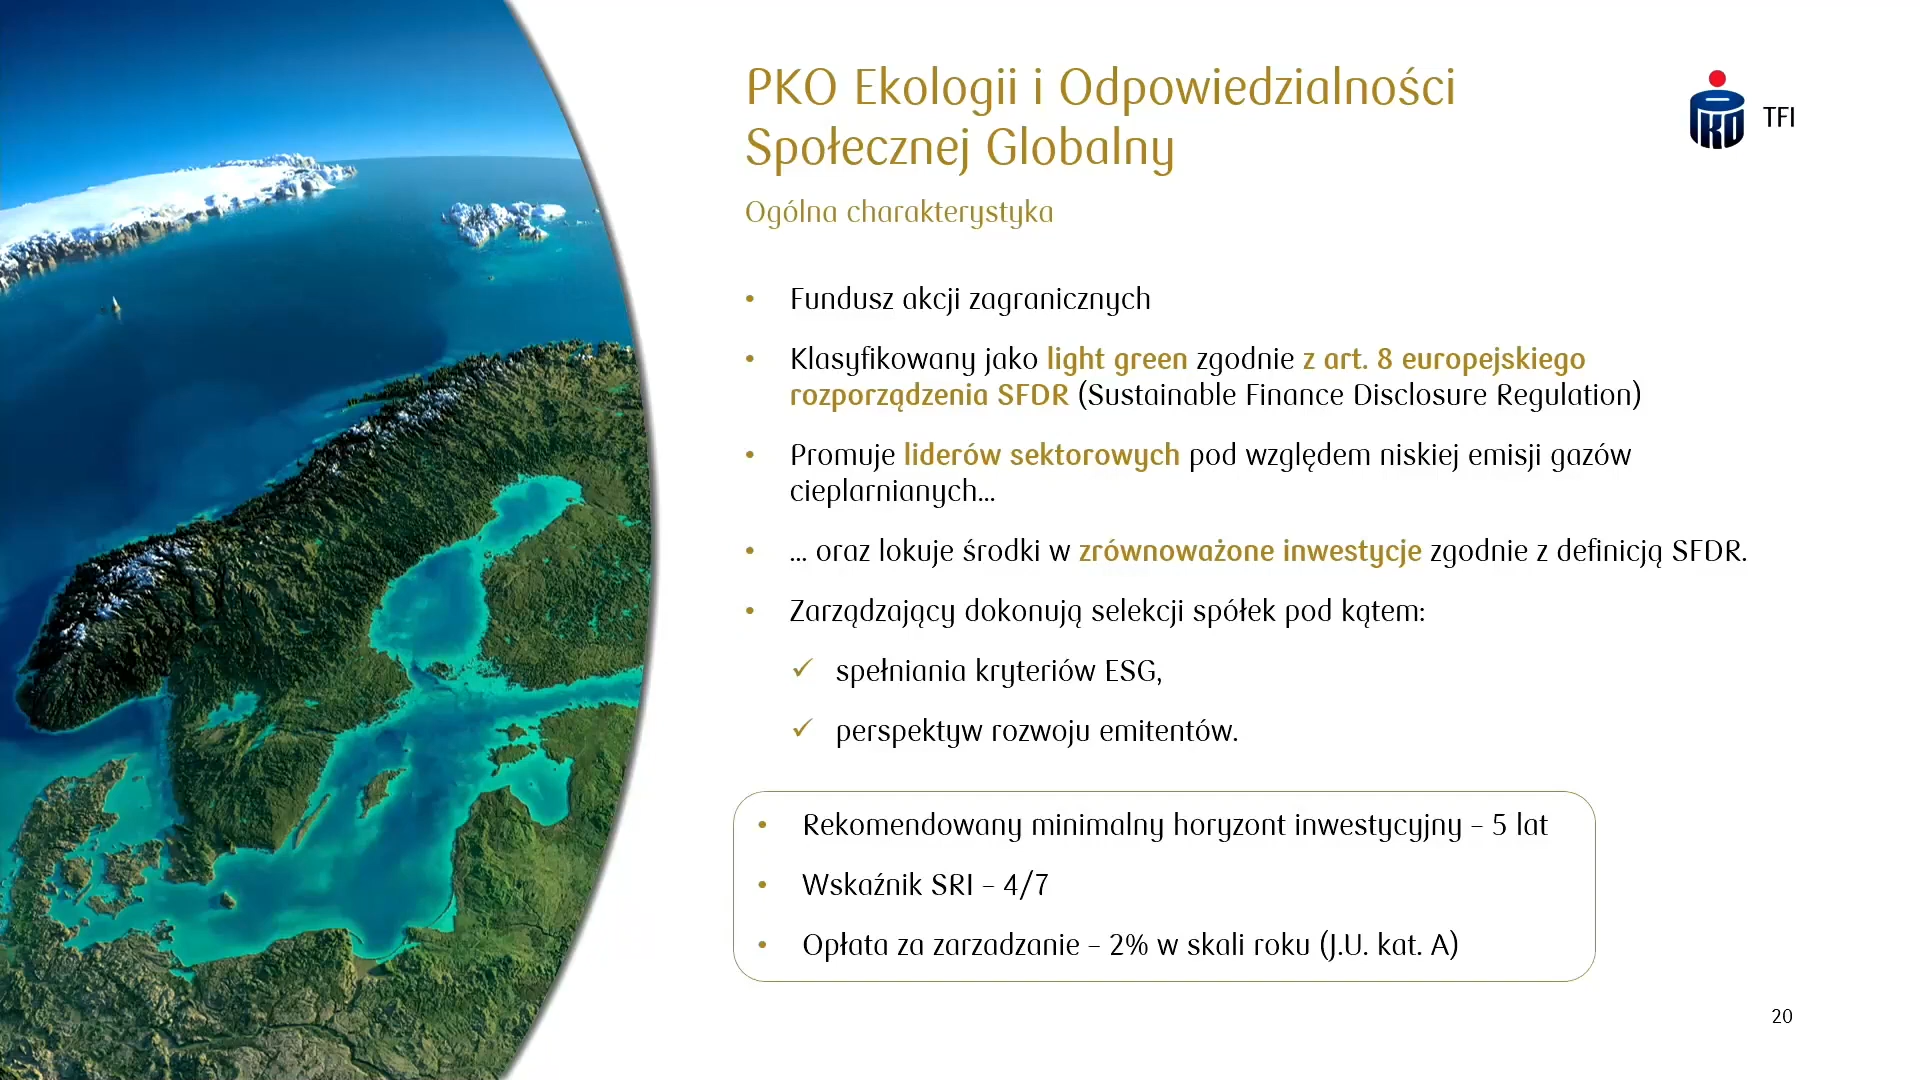 PKO Ekologii i Odpowiedzialności
Społecznej Globalny
PKO TFI
Ogólna charakterystyka
• Fundusz akcji zagranicznych
• Klasyfikowany jako light green zgodnie z art. 8 europejskiego
rozporządzenia SFDR (Sustainable Finance Disclosure Regulation)
• Promuje liderów sektorowych pod względem niskiej emisji gazów
cieplarnianych...
• ... oraz lokuje środki w zrównoważone inwestycje zgodnie z definicją SFDR.
• Zarządzający dokonują selekcji spółek pod kątem:
✓ spełniania kryteriów ESG,
✓ perspektyw rozwoju emitentów.
• Rekomendowany minimalny horyzont inwestycyjny – 5 lat
• Wskaźnik SRI – 4/7
• Opłata za zarzadzanie – 2% w skali roku (J.U. kat. A)
20